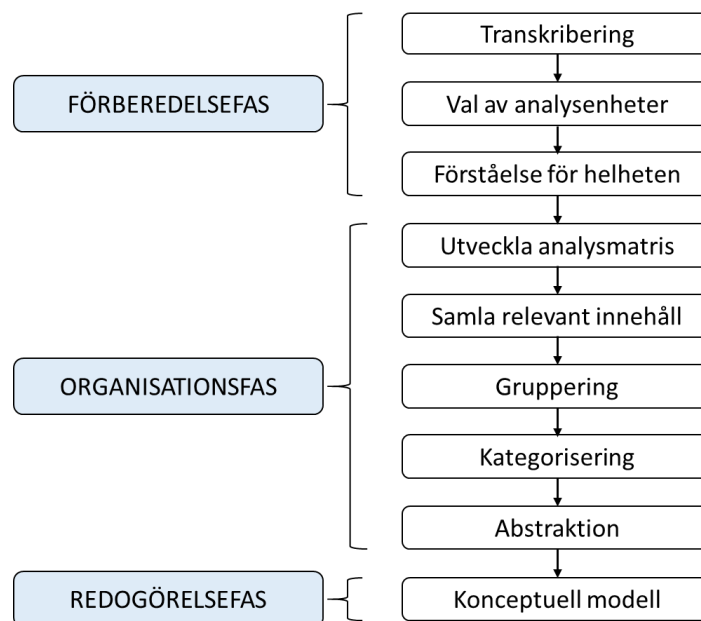 FÖRBEREDELSEFAS
Transkribering
Val av analysenheter
Förståelse för helheten
ORGANISATIONSFAS
Utveckla analysmatris
Samla relevant innehåll
Gruppering
Kategorisering
Abstraktion
REDOGÖRELSEFAS
Konceptuell modell